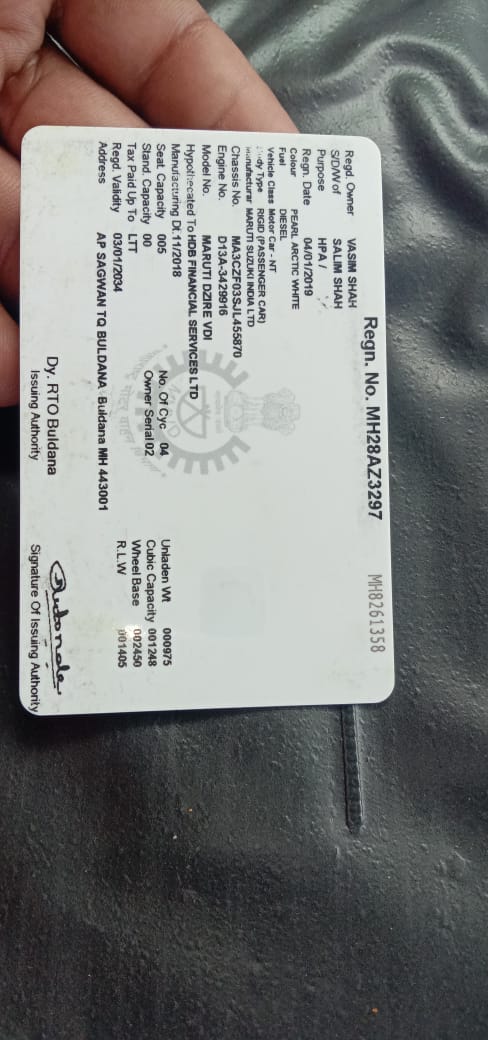 MH8261358
Regn. No. MH28AZ3297
Regd. Owner VASIM SHAH
S/D/W of SALIM SHAH
Purpose HPA /
Regn. Date 04/01/2019
Colour PEARL ARCTIC WHITE
Fuel DIESEL
Vehicle Class Motor Car - NT
Body Type RIGID (PASSENGER CAR)
Manufacturer MARUTI SUZUKI INDIA LTD
Chassis No. MA3CZF03SJL455870
Engine No. D13A-3429916
Model No. MARUTI DZIRE VDI
Hypothecated To HDB FINANCIAL SERVICES LTD
Manufacturing Dt.11/2018
Seat. Capacity 005 No. Of Cyc 04 Unladen Wt 000975
Stand. Capacity 00 Owner Serial 02 Cubic Capacity 001248
Tax Paid Up To LTT Wheel Base 002450
Regd. Validity 03/01/2034 R.L.W 001405
Address AP SAGWAN TQ BULDANA Buldana MH 443001
Dy. RTO Buldana
Issuing Authority
Signature Of Issuing Authority